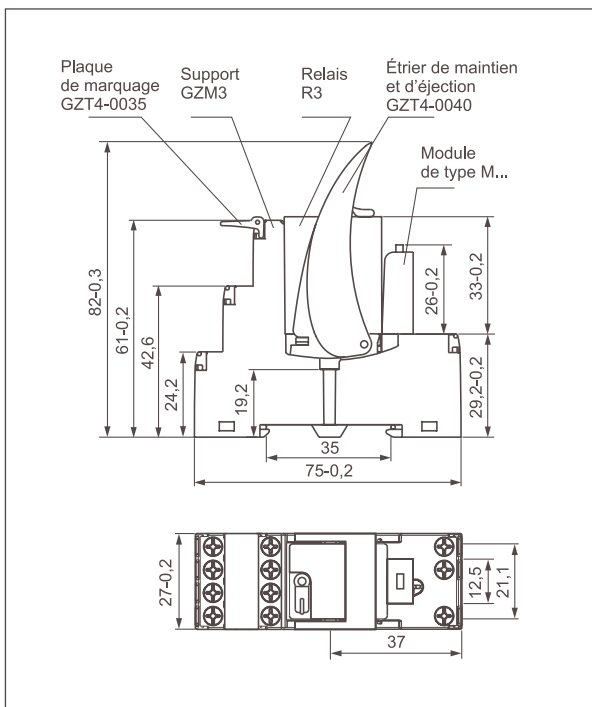 Plaque
de marquage
GZT4-0035
Support
GZM3
Relais
R3
Étrier de maintien
et d'éjection
GZT4-0040
Module
de type M...
82-0,3
61-0,2
42,6
24,2
19,2
26-0,2
33-0,2
29,2-0,2
35
75-0,2
27-0,2
12,5
21,1
37